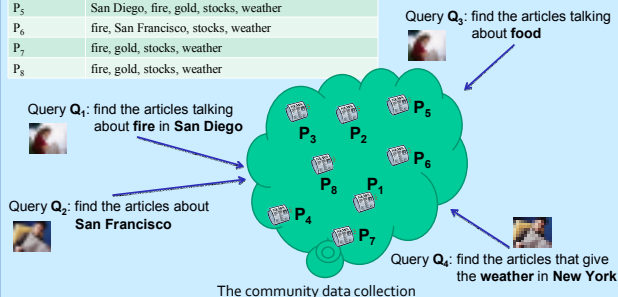 P5 San Diego, fire, gold, stocks, weather
P6 fire, San Francisco, stocks, weather
P7 fire, gold, stocks, weather
P8 fire, gold, stocks, weather
Query Q3: find the articles talking
about food
Query Q1: find the articles talking
about fire in San Diego
P3
P2
P5
P8
P1
P6
Query Q2: find the articles about
San Francisco
P4
P7
Query Q4: find the articles that give
the weather in New York
The community data collection